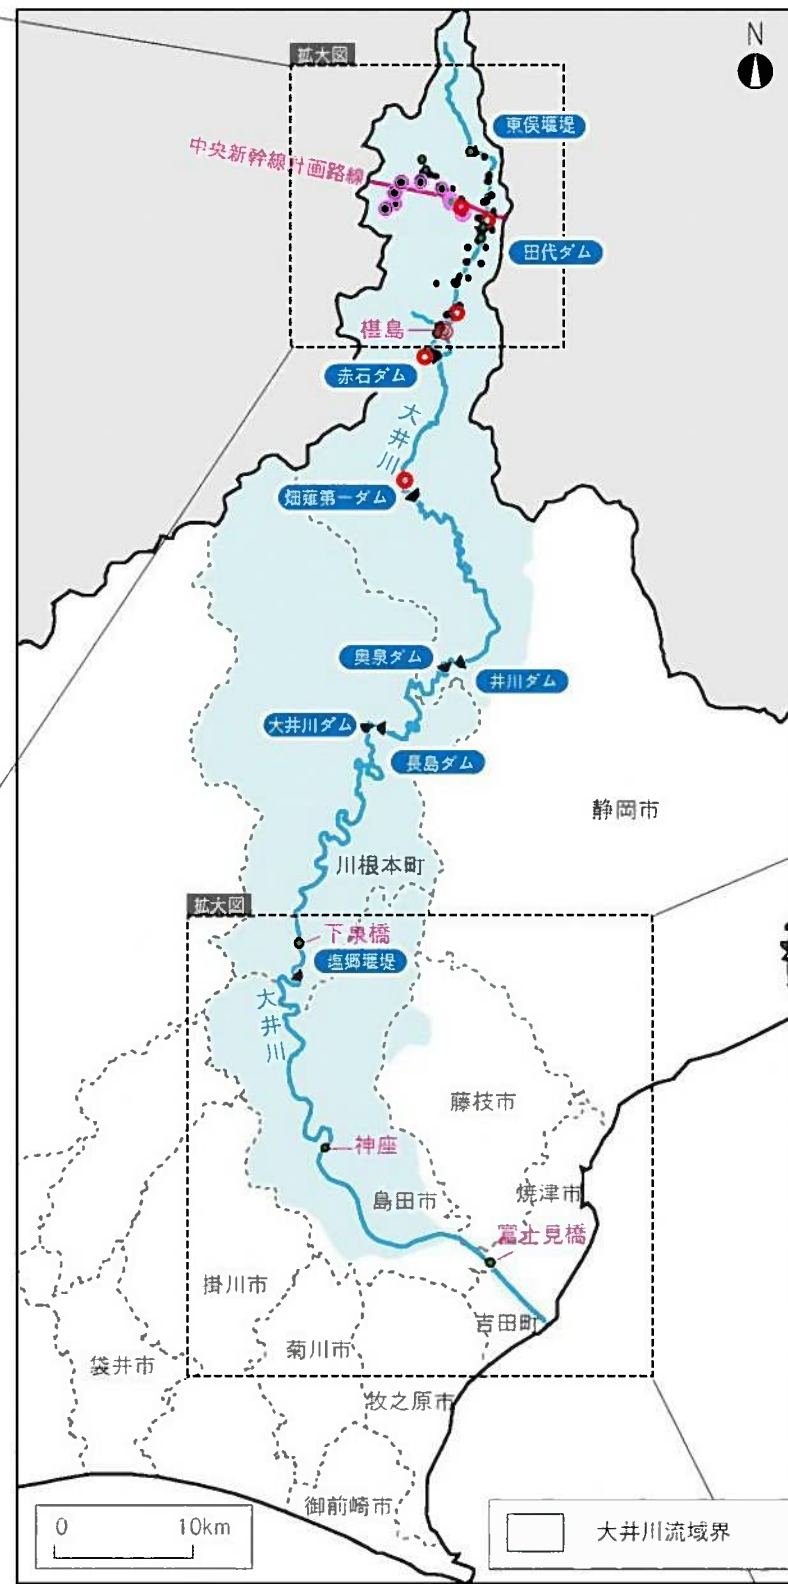 拡大図
N
東俣堰堤
中央新幹線計画路線
田代ダム
椹島
赤石ダム
大井川
畑薙第一ダム
奥泉ダム
井川ダム
大井川ダム
長島ダム
静岡市
川根本町
拡大図
下泉橋
塩郷堰堤
大井川
藤枝市
神座
島田市
焼津市
富士見橋
掛川市
吉田町
菊川市
袋井市
牧之原市
御前崎市
0 10km
大井川流域界